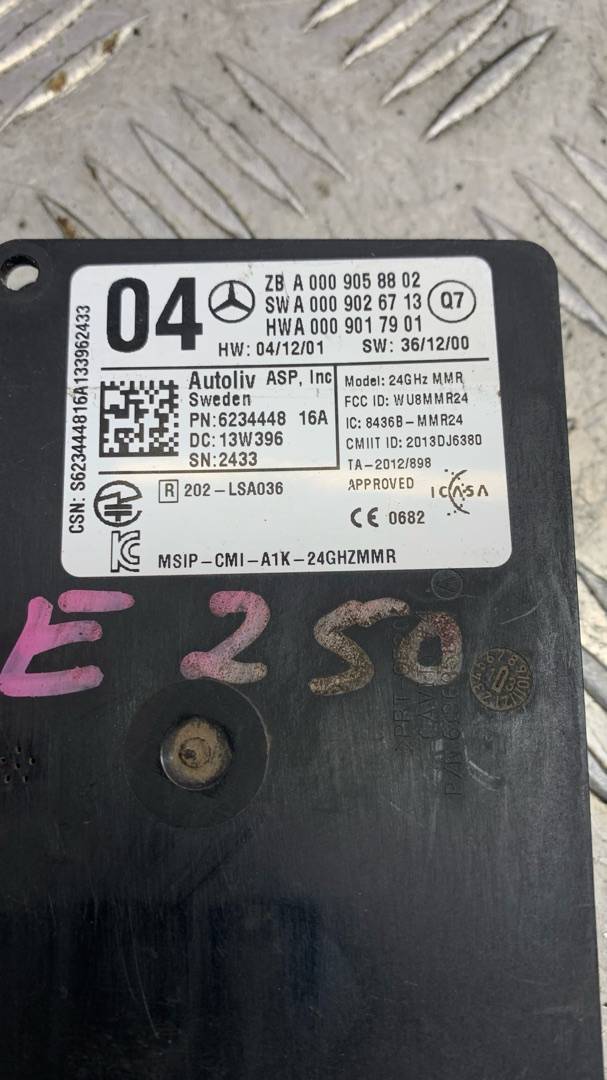 04
ZB A 000 905 88 02
SW A 000 902 67 13
HWA 000 901 79 01
Q7
HW: 04/12/01 SW: 36/12/00
CSN: S6234444816A133962433
Autoliv ASP, Inc
Sweden
PN:6234448 16A
DC:13W396
SN:2433
Model: 24GHz MMR
FCC ID: WU8MMR24
IC: 8436B-MMR24
CMIIT ID: 2013DJ6380
TA-2012/898
APPROVED
ICASA
R 202-LSA036
CE 0682
MSIP-CMI-A1K-24GHZMMR
E 250